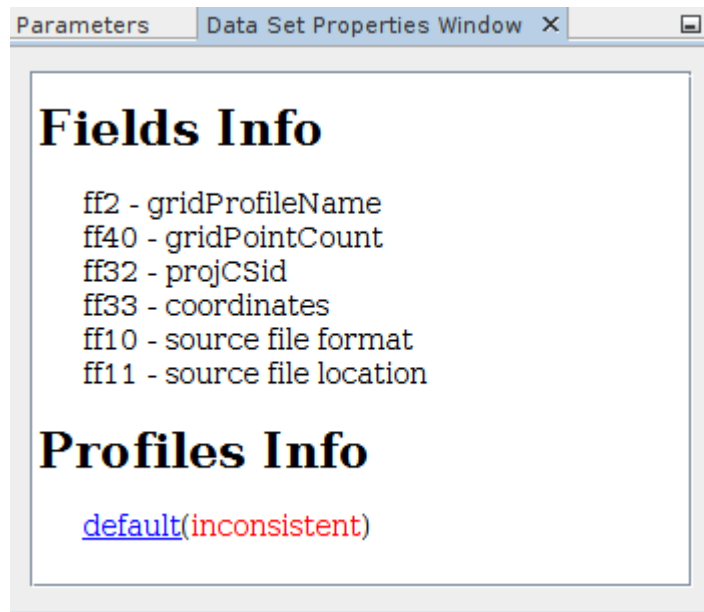 Parameters Data Set Properties Window
Fields Info
ff2 - gridProfileName
ff40 - gridPointCount
ff32 - projCSid
ff33 - coordinates
ff10 - source file format
ff11 - source file location
Profiles Info
default(inconsistent)